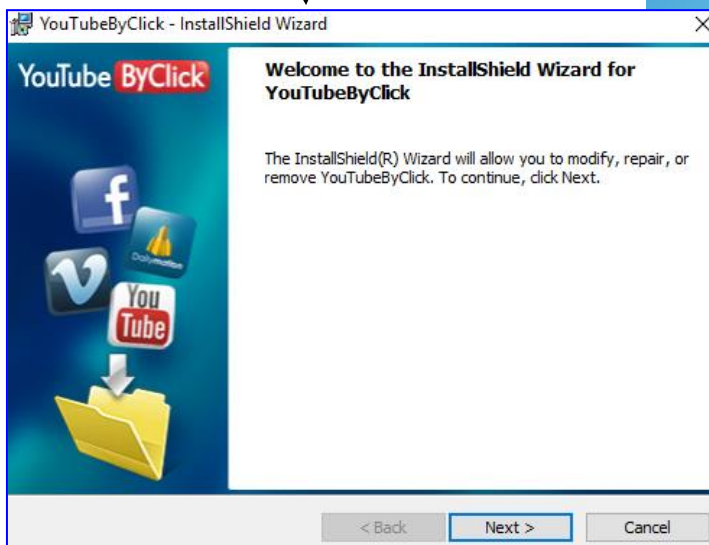 YouTubeByClick - InstallShield Wizard
YouTube ByClick
Welcome to the InstallShield Wizard for
YouTubeByClick
The InstallShield(R) Wizard will allow you to modify, repair, or
remove YouTubeByClick. To continue, click Next.
f
Dailymotion
v
You
Tube
< Back
Next >
Cancel